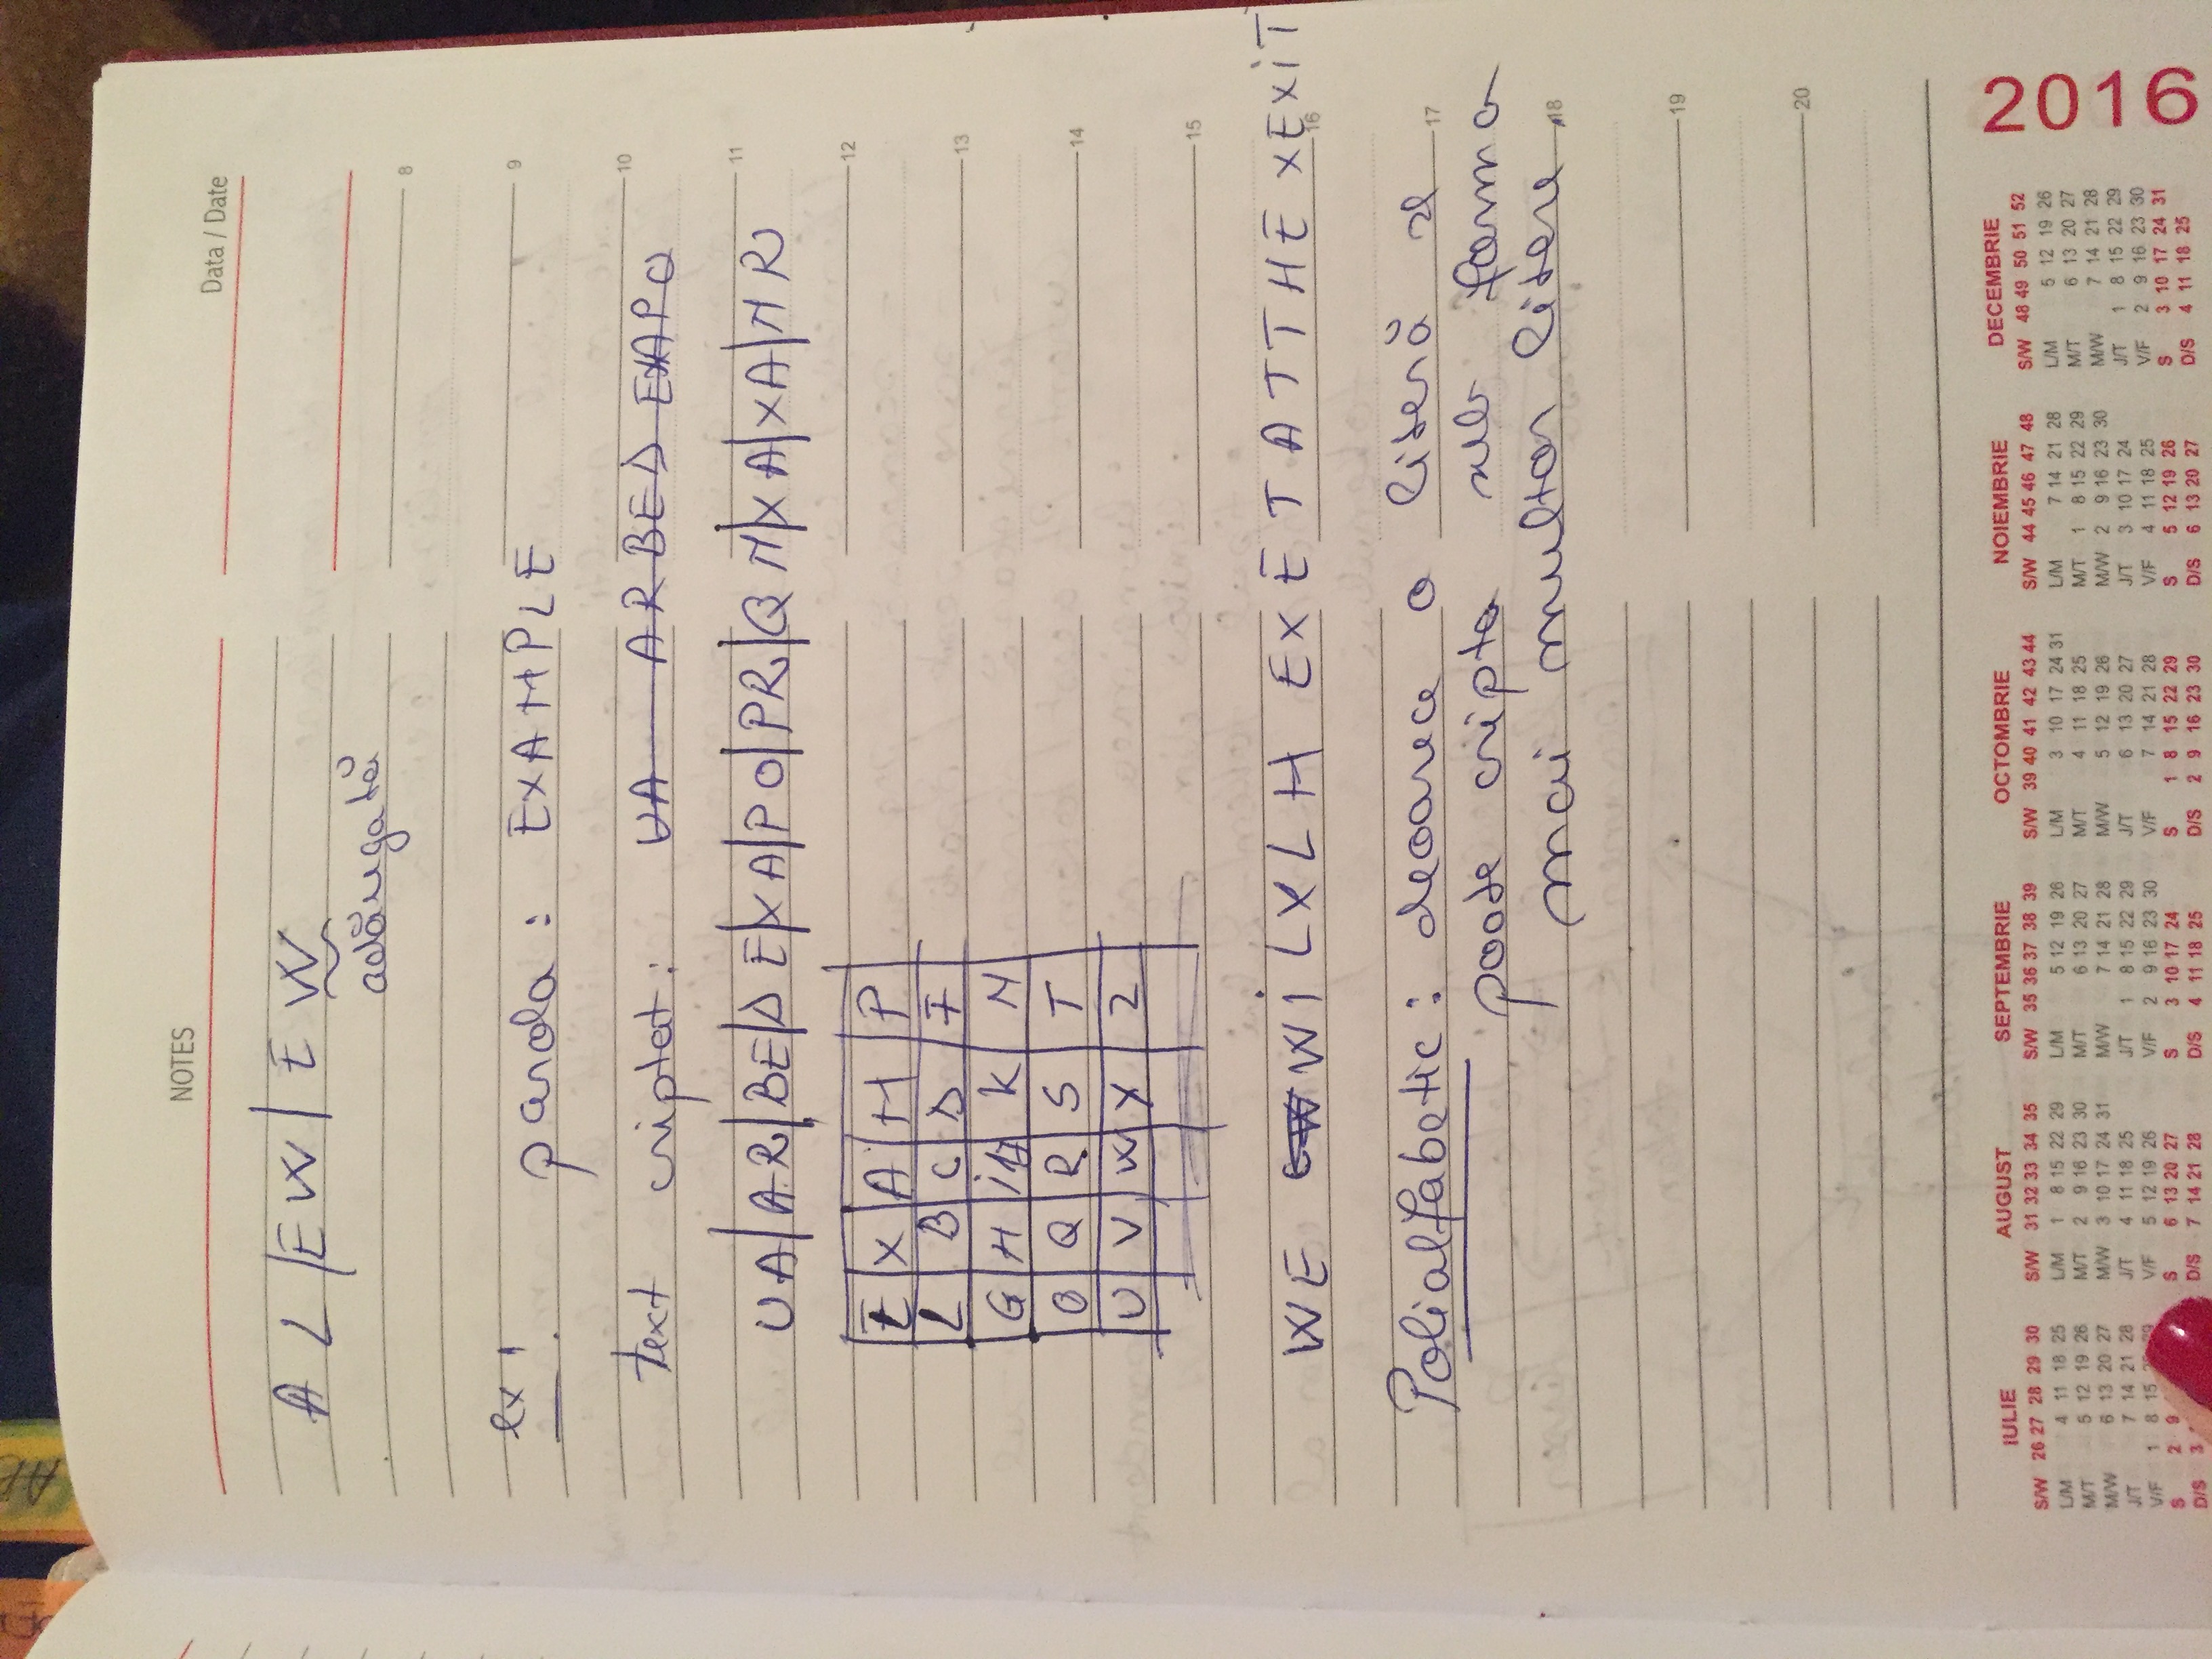 NOTES
Data / Date
A L | E W | E W
adăugată
8
ex!
9
parola : EXAMPLE
10
text criptat : UA ARBED EXAPO
11
UA|AR|BE|DE|XA|PO|PR|QN|XA|XA|NR
12
E X A M P
L B C D F
13
G H I/J K N
O Q R S T
14
U V W Y Z
15
WE WiLXLH EXETATTHE XEXiT
16
Polialfabetic : deoarece o literă se
17
poate cripta sub forma
mai multor litere.
18
19
20
IULIE AUGUST SEPTEMBRIE OCTOMBRIE NOIEMBRIE DECEMBRIE
S/W 26 27 28 29 30 S/W 31 32 33 34 35 S/W 35 36 37 38 39 S/W 39 40 41 42 43 44 S/W 44 45 46 47 48 S/W 48 49 50 51 52
L/M 4 11 18 25 L/M 1 8 15 22 29 L/M 5 12 19 26 L/M 3 10 17 24 31 L/M 7 14 21 28 L/M 5 12 19 26
M/T 5 12 19 26 M/T 2 9 16 23 30 M/T 6 13 20 27 M/T 4 11 18 25 M/T 1 8 15 22 29 M/T 6 13 20 27
M/W 6 13 20 27 M/W 3 10 17 24 31 M/W 7 14 21 28 M/W 5 12 19 26 M/W 2 9 16 23 30 M/W 7 14 21 28
J/T 7 14 21 28 J/T 4 11 18 25 J/T 1 8 15 22 29 J/T 6 13 20 27 J/T 3 10 17 24 J/T 1 8 15 22 29
V/F 1 8 15 29 V/F 5 12 19 26 V/F 2 9 16 23 30 V/F 7 14 21 28 V/F 4 11 18 25 V/F 2 9 16 23 30
S 2 9 S 6 13 20 27 S 3 10 17 24 S 1 8 15 22 29 S 5 12 19 26 S 3 10 17 24 31
D/S 3 D/S 7 14 21 28 D/S 4 11 18 25 D/S 2 9 16 23 30 D/S 6 13 20 27 D/S 4 11 18 25
2016